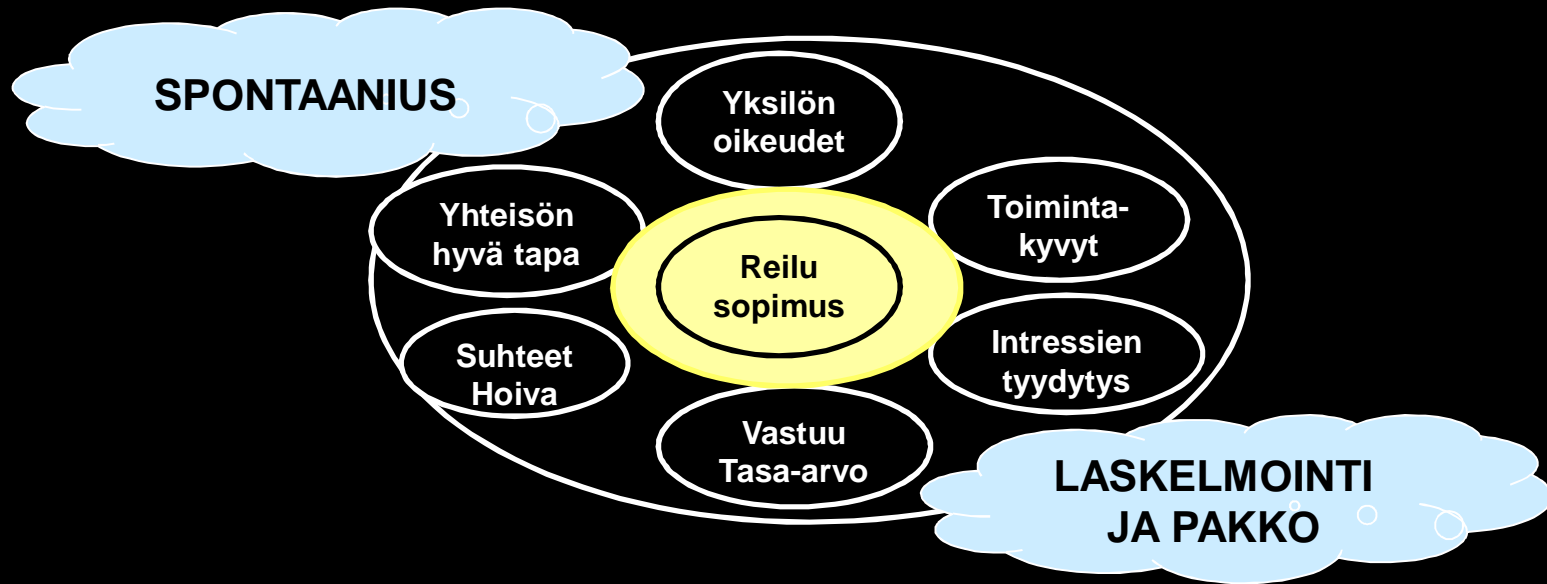 SPONTAANIUS
Yksilön
oikeudet
Yhteisön
hyvä tapa
Toiminta-
kyvyt
Reilu
sopimus
Suhteet
Hoiva
Intressien
tyydytys
Vastuu
Tasa-arvo
LASKELMOINTI
JA PAKKO